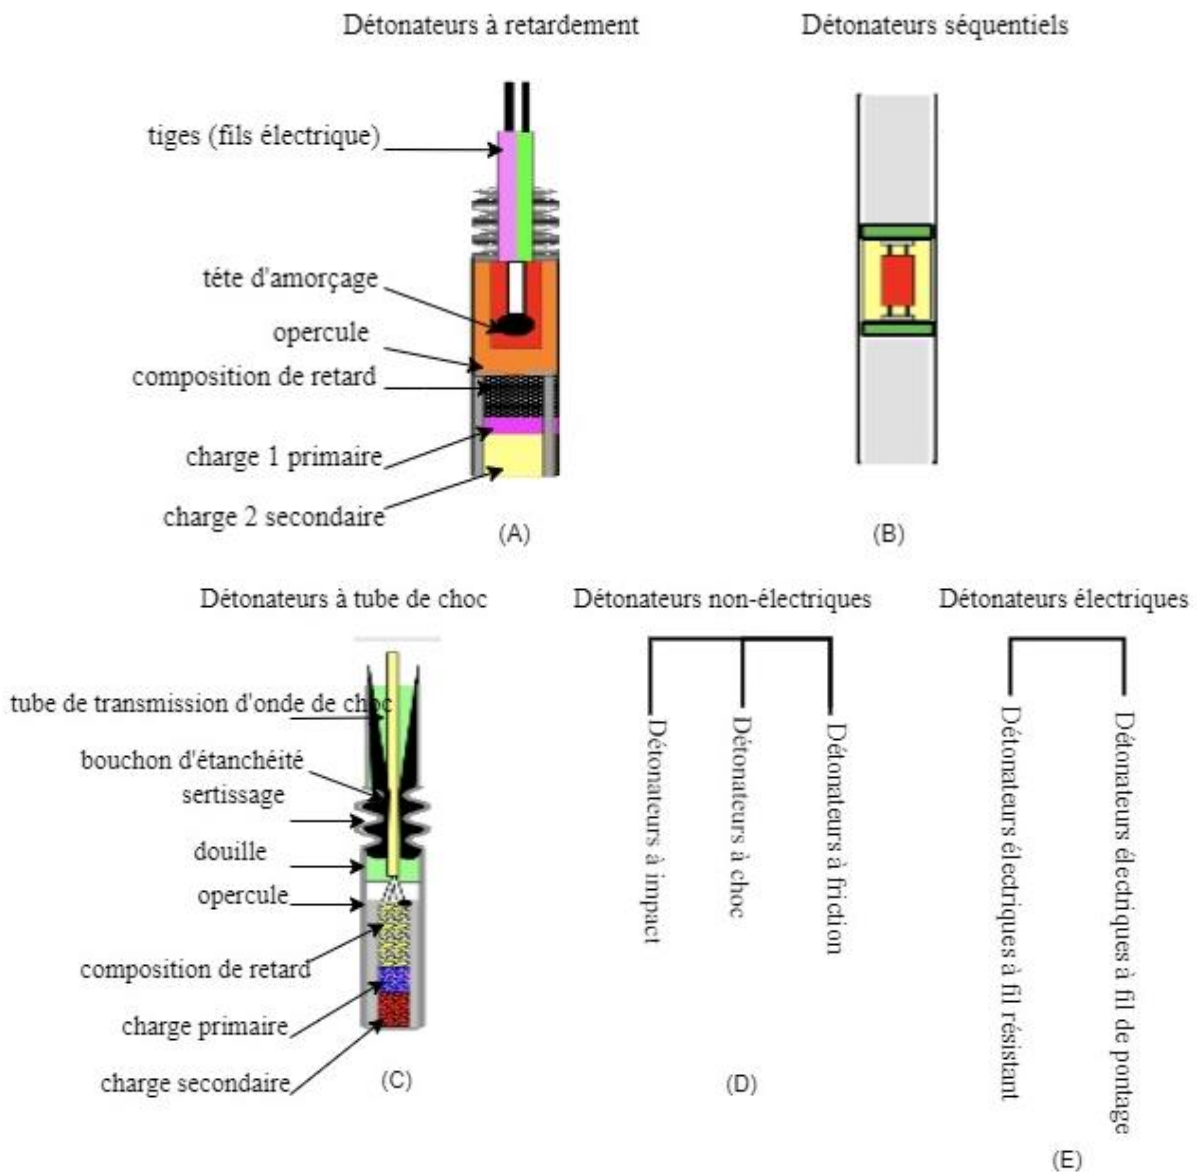 Détonateurs à retardement
Détonateurs séquentiels
tiges (fils électrique)
téte d'amorçage
opercule
composition de retard
charge 1 primaire
charge 2 secondaire
(A)
(B)
Détonateurs à tube de choc
Détonateurs non-électriques
Détonateurs électriques
tube de transmission d'onde de choc
bouchon d'étanchéité
sertissage
douille
opercule
composition de retard
charge primaire
charge secondaire
(C)
Détonateurs à impact
Détonateurs à choc
Détonateurs à friction
(D)
Détonateurs électriques à fil résistant
Détonateurs électriques à fil de pontage
(E)